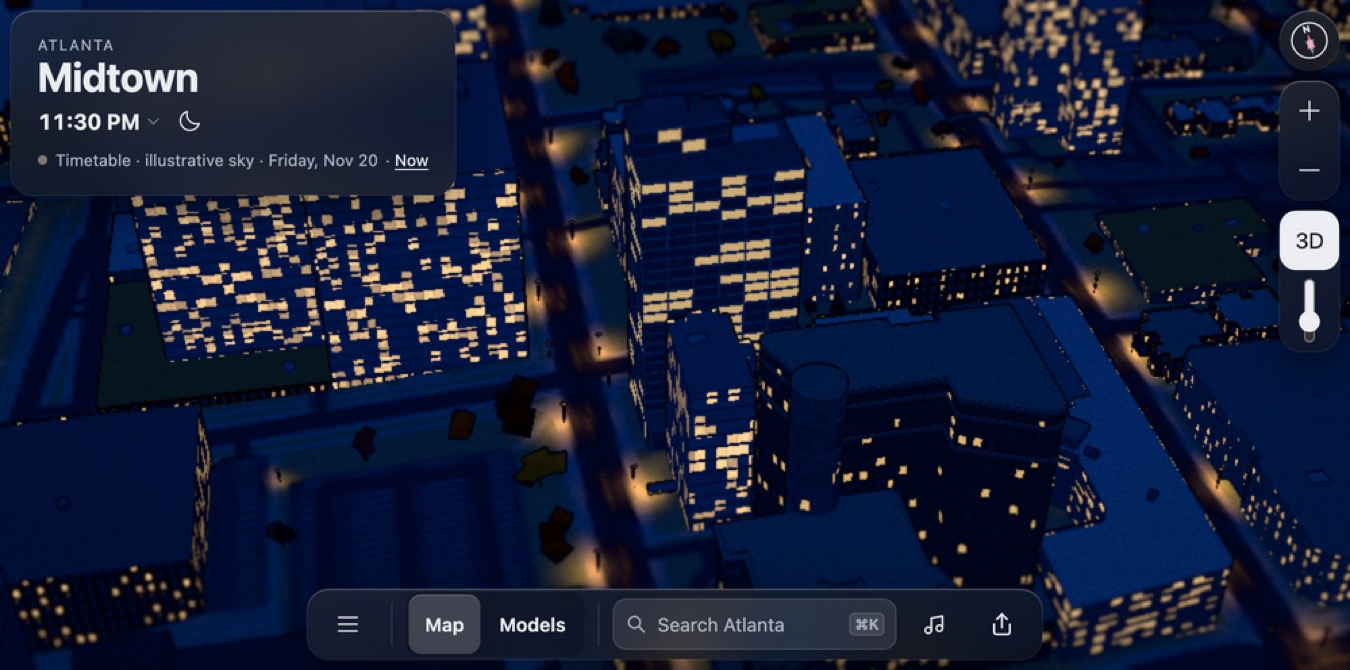 ATLANTA
Midtown
11:30 PM
Timetable · illustrative sky · Friday, Nov 20 · Now
N
3D
Map
Models
Search Atlanta
⌘K